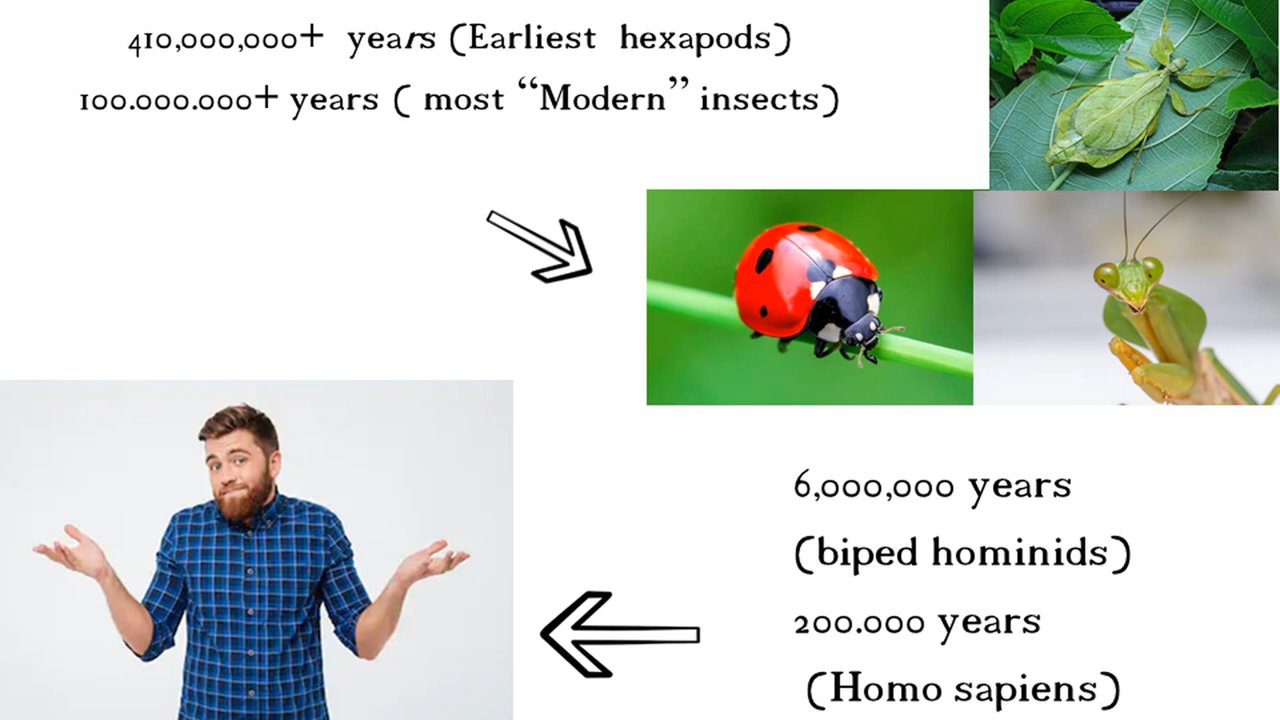 410,000,000+ years (Earliest hexapods)
100.000.000+ years ( most “Modern” insects)
6,000,000 years
(biped hominids)
200.000 years
(Homo sapiens)